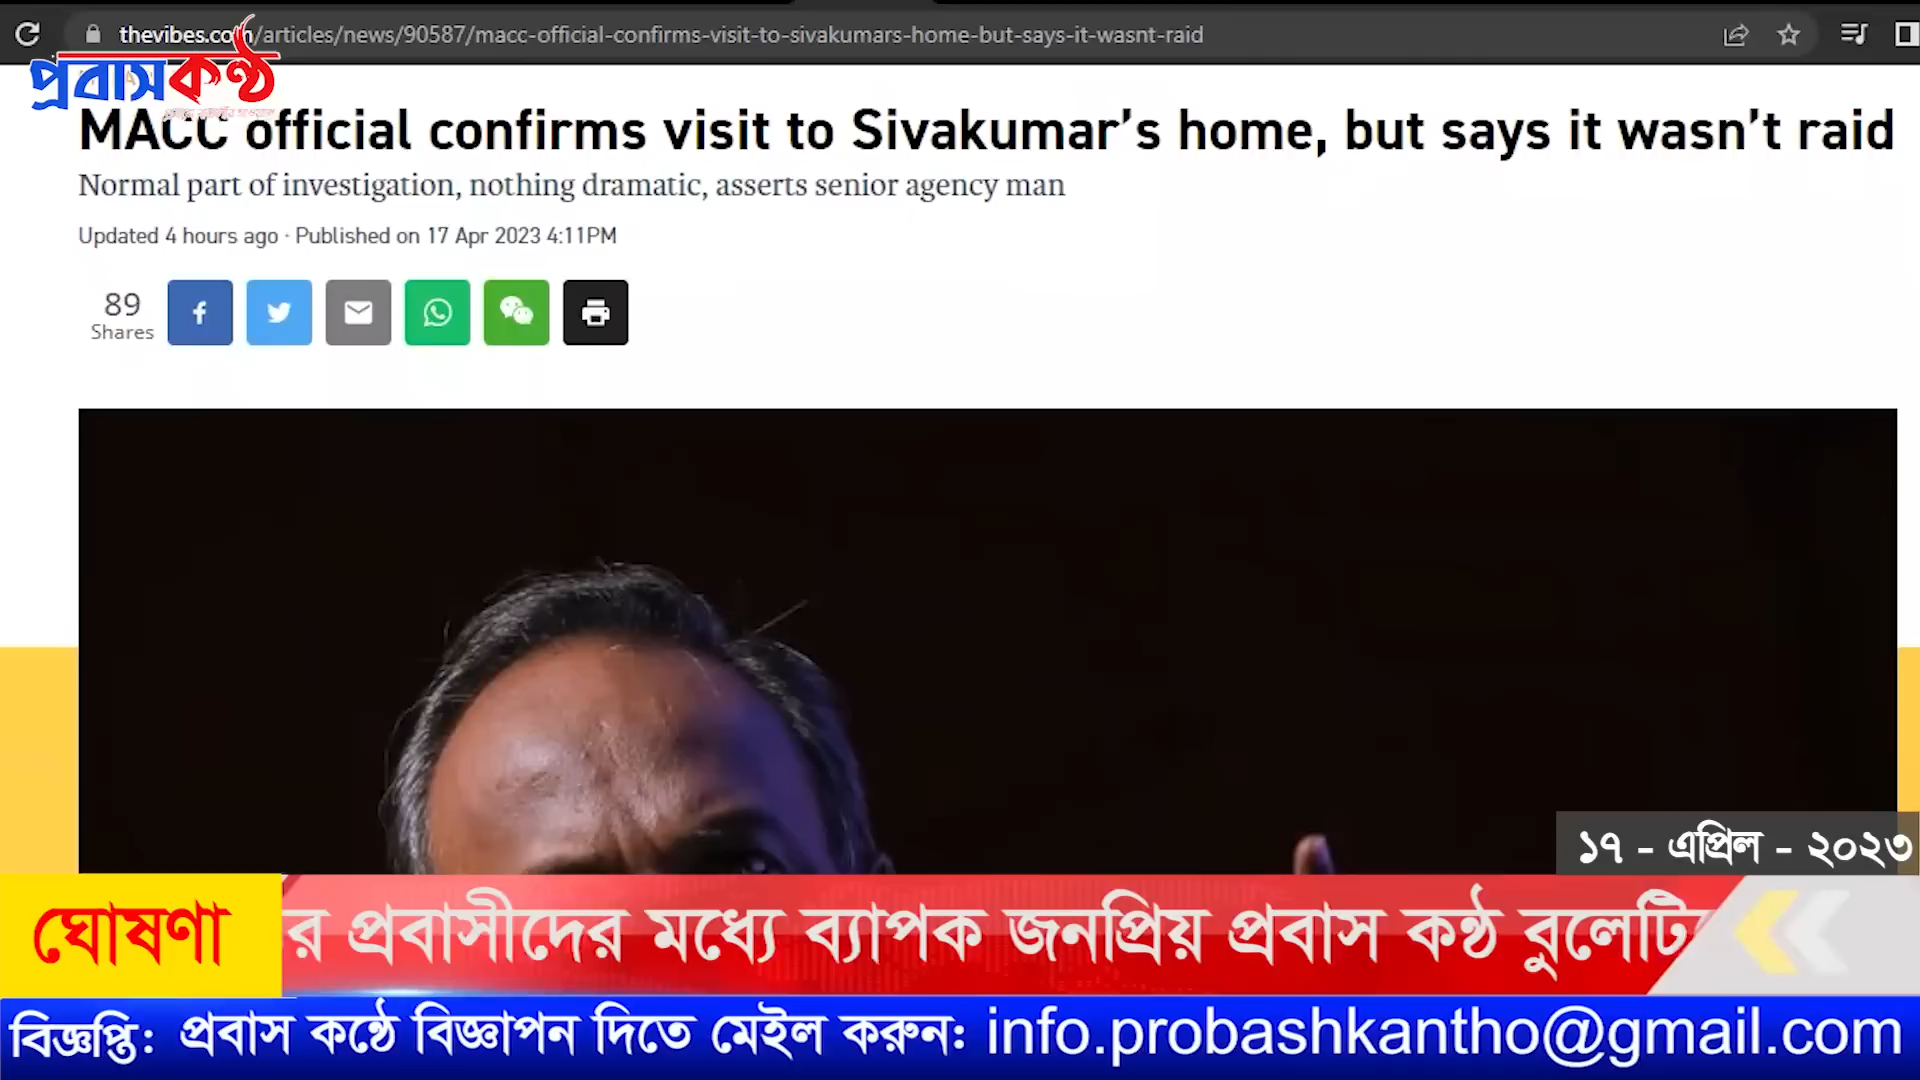 thevibes.com/articles/news/90587/macc-official-confirms-visit-to-sivakumars-home-but-says-it-wasnt-raid
প্রবাস কণ্ঠ
MACC official confirms visit to Sivakumar’s home, but says it wasn’t raid
Normal part of investigation, nothing dramatic, asserts senior agency man
Updated 4 hours ago · Published on 17 Apr 2023 4:11PM
89
Shares
১৭ - এপ্রিল - ২০২৩
ঘোষণা
র প্রবাসীদের মধ্যে ব্যাপক জনপ্রিয় প্রবাস কন্ঠ বুলেটি
বিজ্ঞপ্তি: প্রবাস কন্ঠে বিজ্ঞাপন দিতে মেইল করুন: info.probashkantho@gmail.com